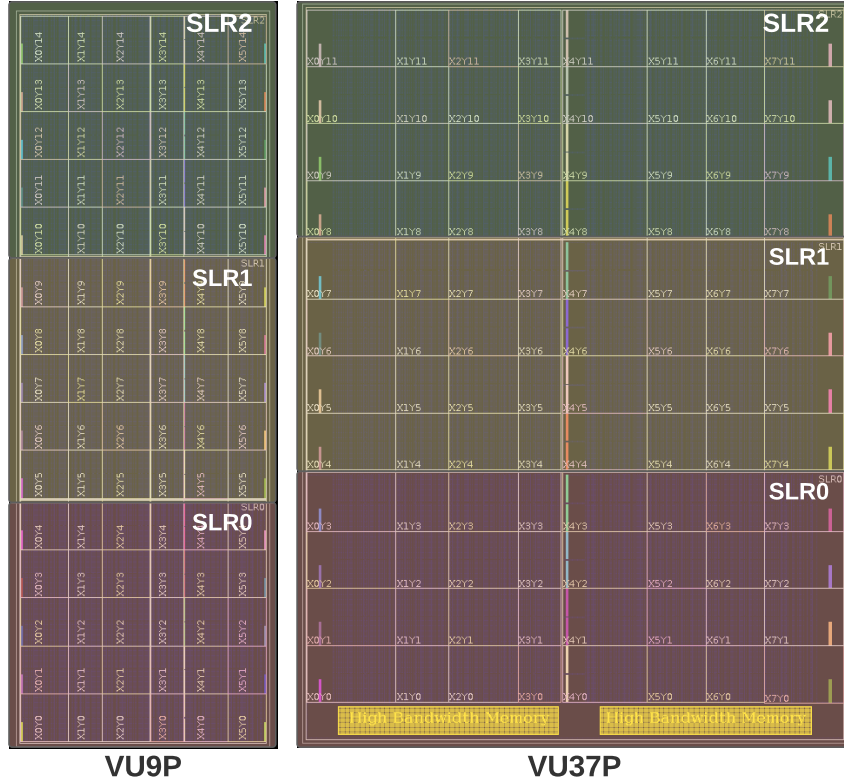 SLR2
SLR2
X0Y14 X1Y14 X2Y14 X3Y14 X4Y14 X5Y14
X0Y13 X1Y13 X2Y13 X3Y13 X4Y13 X5Y13
X0Y12 X1Y12 X2Y12 X3Y12 X4Y12 X5Y12
X0Y11 X1Y11 X2Y11 X3Y11 X4Y11 X5Y11
X0Y10 X1Y10 X2Y10 X3Y10 X4Y10 X5Y10
SLR1
SLR1
X0Y9 X1Y9 X2Y9 X3Y9 X4Y9 X5Y9
X0Y8 X1Y8 X2Y8 X3Y8 X4Y8 X5Y8
X0Y7 X1Y7 X2Y7 X3Y7 X4Y7 X5Y7
X0Y6 X1Y6 X2Y6 X3Y6 X4Y6 X5Y6
X0Y5 X1Y5 X2Y5 X3Y5 X4Y5 X5Y5
SLR0
SLR0
X0Y4 X1Y4 X2Y4 X3Y4 X4Y4 X5Y4
X0Y3 X1Y3 X2Y3 X3Y3 X4Y3 X5Y3
X0Y2 X1Y2 X2Y2 X3Y2 X4Y2 X5Y2
X0Y1 X1Y1 X2Y1 X3Y1 X4Y1 X5Y1
X0Y0 X1Y0 X2Y0 X3Y0 X4Y0 X5Y0
VU9P
SLR2
SLR2
X0Y11 X1Y11 X2Y11 X3Y11 X4Y11 X5Y11 X6Y11 X7Y11
X0Y10 X1Y10 X2Y10 X3Y10 X4Y10 X5Y10 X6Y10 X7Y10
X0Y9 X1Y9 X2Y9 X3Y9 X4Y9 X5Y9 X6Y9 X7Y9
X0Y8 X1Y8 X2Y8 X3Y8 X4Y8 X5Y8 X6Y8 X7Y8
SLR1
SLR1
X0Y7 X1Y7 X2Y7 X3Y7 X4Y7 X5Y7 X6Y7 X7Y7
X0Y6 X1Y6 X2Y6 X3Y6 X4Y6 X5Y6 X6Y6 X7Y6
X0Y5 X1Y5 X2Y5 X3Y5 X4Y5 X5Y5 X6Y5 X7Y5
X0Y4 X1Y4 X2Y4 X3Y4 X4Y4 X5Y4 X6Y4 X7Y4
SLR0
SLR0
X0Y3 X1Y3 X2Y3 X3Y3 X4Y3 X5Y3 X6Y3 X7Y3
X0Y2 X1Y2 X2Y2 X3Y2 X4Y2 X5Y2 X6Y2 X7Y2
X0Y1 X1Y1 X2Y1 X3Y1 X4Y1 X5Y1 X6Y1 X7Y1
X0Y0 X1Y0 X2Y0 X3Y0 X4Y0 X5Y0 X6Y0 X7Y0
High Bandwidth Memory High Bandwidth Memory
VU37P